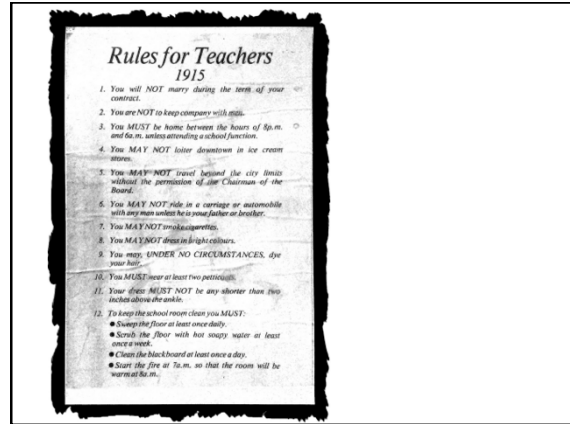 Rules for Teachers
1915
1. You will NOT marry during the term of your
contract.
2. You are NOT to keep company with men.
3. You MUST be home between the hours of 8p.m.
and 6a.m. unless attending a school function.
4. You MAY NOT loiter downtown in ice cream
stores.
5. You MAY NOT travel beyond the city limits
without the permission of the Chairman of the
Board.
6. You MAY NOT ride in a carriage or automobile
with any man unless he is your father or brother.
7. You MAY NOT smoke cigarettes.
8. You MAY NOT dress in bright colours.
9. You may, UNDER NO CIRCUMSTANCES, dye
your hair.
10. You MUST wear at least two petticoats.
11. Your dress MUST NOT be any shorter than two
inches above the ankle.
12. To keep the school room clean you MUST:
● Sweep the floor at least once daily.
● Scrub the floor with hot soapy water at least
once a week.
● Clean the blackboard at least once a day.
● Start the fire at 7a.m. so that the room will be
warm at 8a.m.